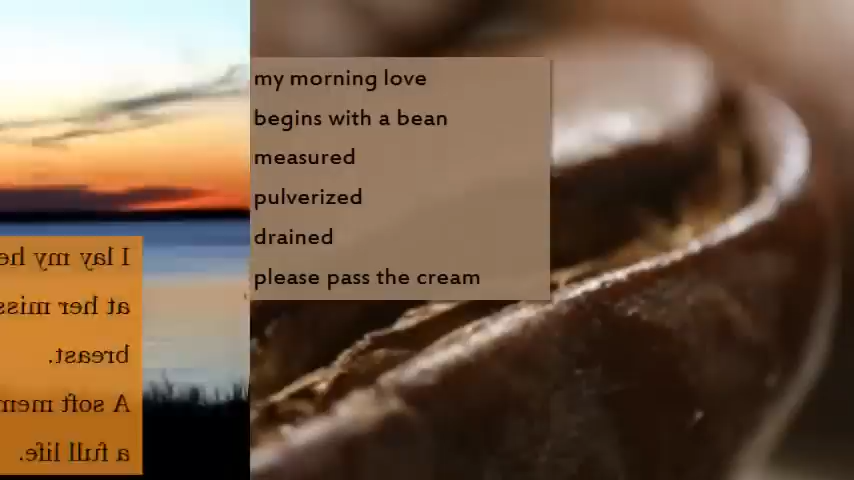 my morning love
begins with a bean
measured
pulverized
drained
please pass the cream
I lay my
at her
breast.
A soft
a full life.